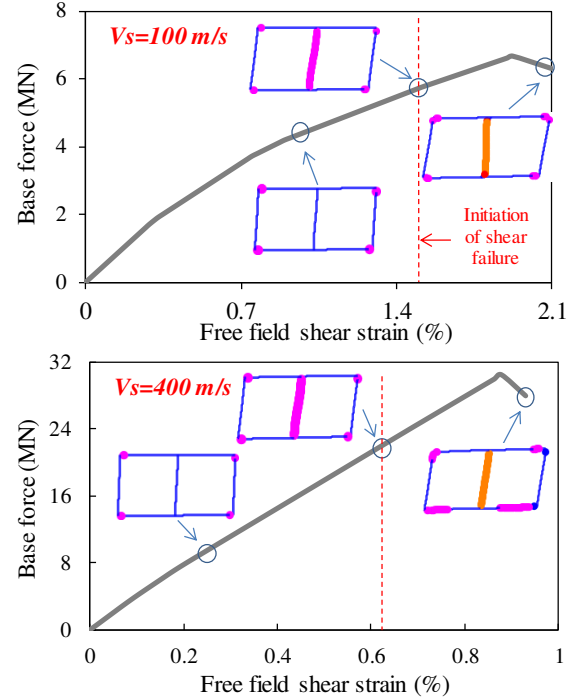 Vs=100 m/s
8
6
4
2
0
Base force (MN)
Initiation
of shear
failure
0 0.7 1.4 2.1
Free field shear strain (%)
Vs=400 m/s
32
24
16
8
0
Base force (MN)
0 0.2 0.4 0.6 0.8 1
Free field shear strain (%)